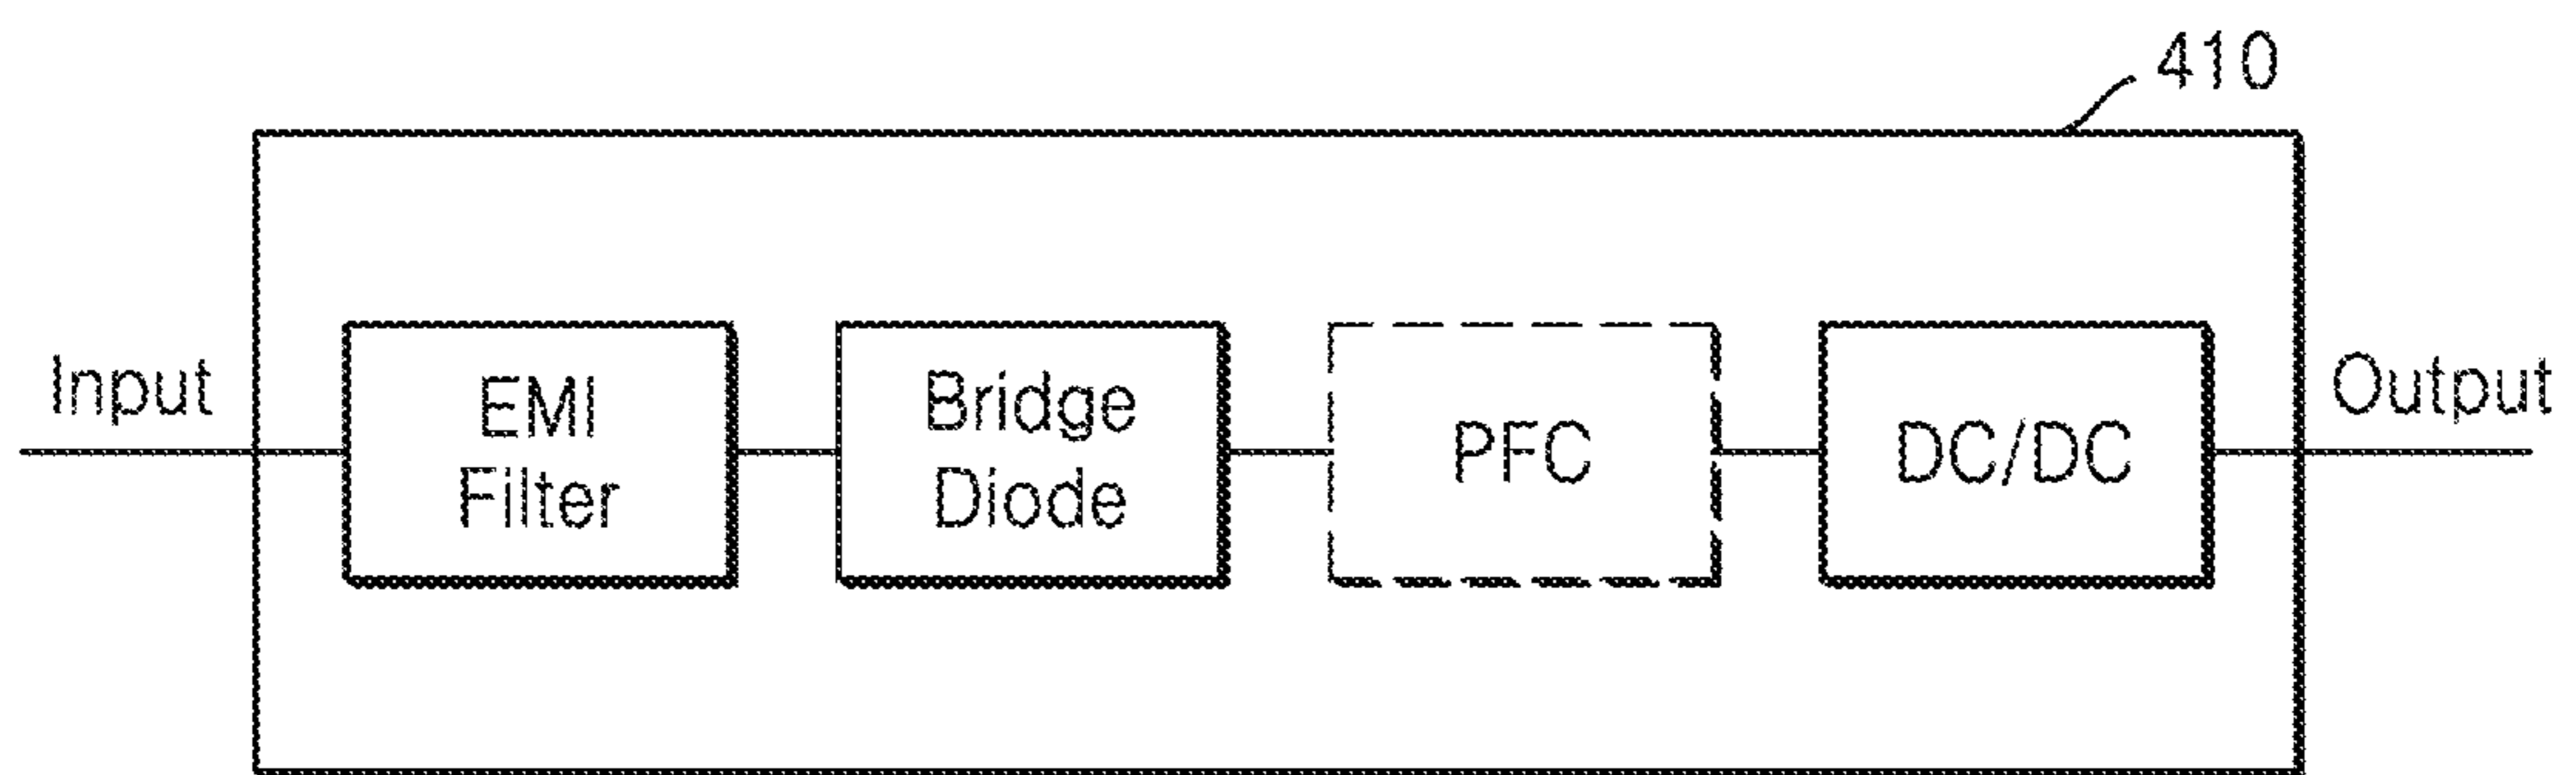 410
Input
EMI
Filter
Bridge
Diode
PFC
DC/DC
Output